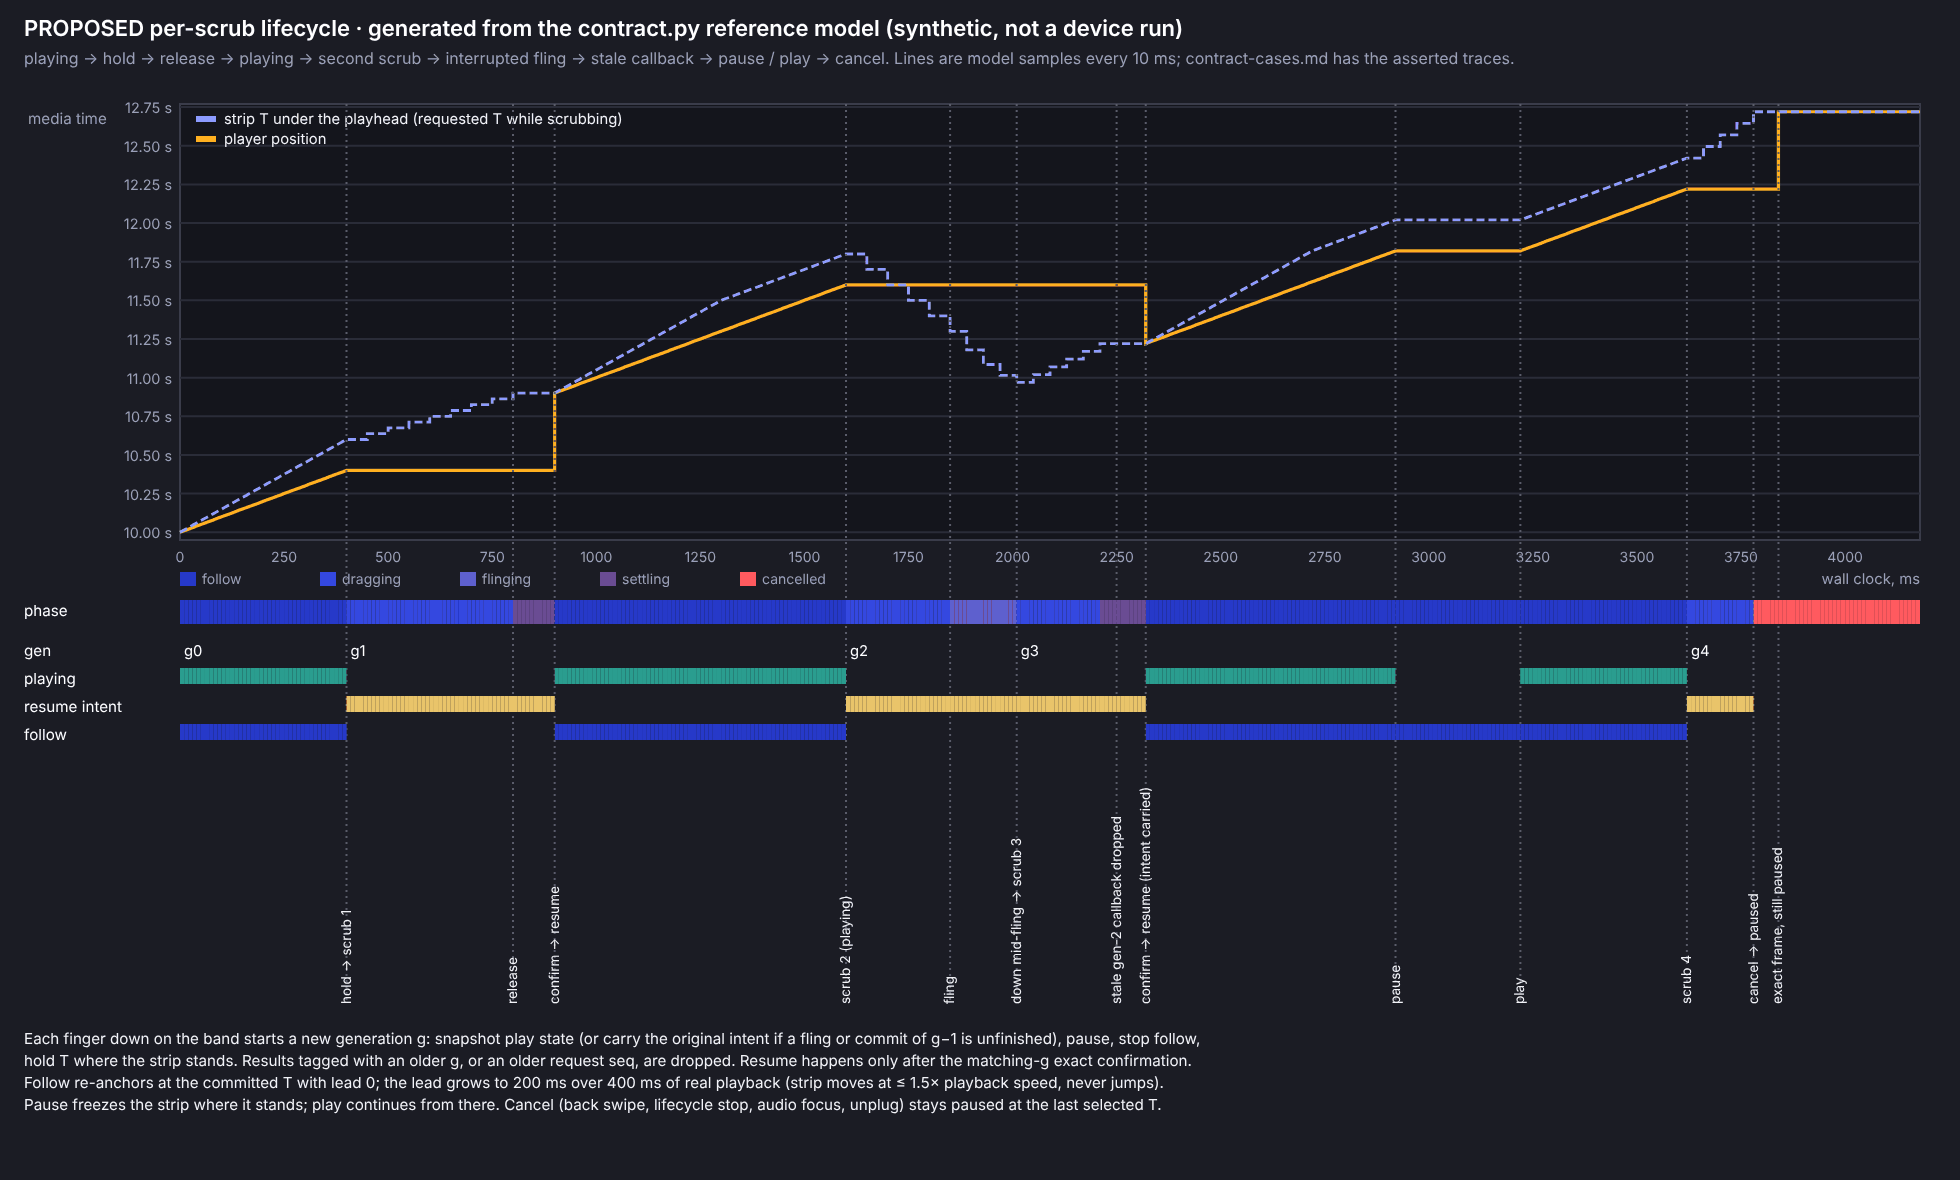 PROPOSED per-scrub lifecycle · generated from the contract.py reference model (synthetic, not a device run)
playing → hold → release → playing → second scrub → interrupted fling → stale callback → pause / play → cancel. Lines are model samples every 10 ms; contract-cases.md has the asserted traces.
media time
12.75 s
12.50 s
12.25 s
12.00 s
11.75 s
11.50 s
11.25 s
11.00 s
10.75 s
10.50 s
10.25 s
10.00 s
strip T under the playhead (requested T while scrubbing)
player position
0 250 500 750 1000 1250 1500 1750 2000 2250 2500 2750 3000 3250 3500 3750 4000
follow dragging flinging settling cancelled wall clock, ms
phase
gen g0 g1 g2 g3 g4
playing
resume intent
follow
hold → scrub 1
release
confirm → resume
scrub 2 (playing)
fling
down mid-fling → scrub 3
stale gen-2 callback dropped
confirm → resume (intent carried)
pause
play
scrub 4
cancel → paused
exact frame, still paused
Each finger down on the band starts a new generation g: snapshot play state (or carry the original intent if a fling or commit of g−1 is unfinished), pause, stop follow,
hold T where the strip stands. Results tagged with an older g, or an older request seq, are dropped. Resume happens only after the matching-g exact confirmation.
Follow re-anchors at the committed T with lead 0; the lead grows to 200 ms over 400 ms of real playback (strip moves at ≤ 1.5× playback speed, never jumps).
Pause freezes the strip where it stands; play continues from there. Cancel (back swipe, lifecycle stop, audio focus, unplug) stays paused at the last selected T.